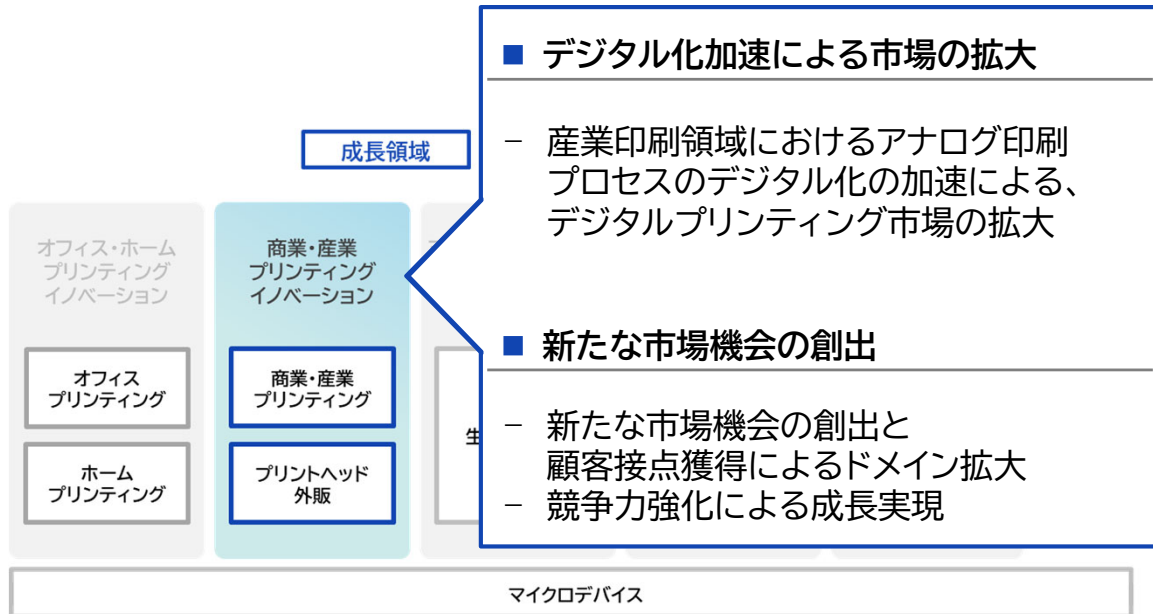 成長領域
オフィス・ホーム
プリンティング
イノベーション
オフィス
プリンティング
ホーム
プリンティング
商業・産業
プリンティング
イノベーション
商業・産業
プリンティング
プリントヘッド
外販
生
■ デジタル化加速による市場の拡大
– 産業印刷領域におけるアナログ印刷
プロセスのデジタル化の加速による、
デジタルプリンティング市場の拡大
■ 新たな市場機会の創出
– 新たな市場機会の創出と
顧客接点獲得によるドメイン拡大
– 競争力強化による成長実現
マイクロデバイス